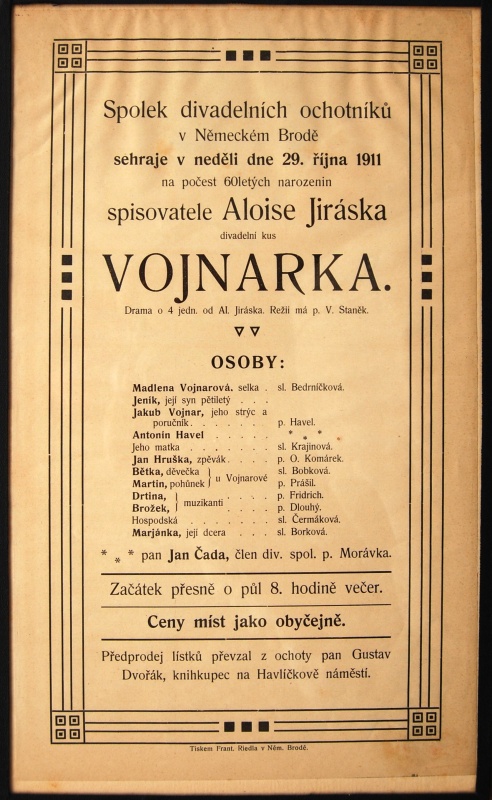 Spolek divadelních ochotníků
v Německém Brodě
sehraje v neděli dne 29. října 1911
na počest 60letých narozenin
spisovatele Aloise Jiráska
divadelní kus
VOJNARKA.
Drama o 4 jedn. od Al. Jiráska. Režii má p. V. Staněk.
OSOBY:
Madlena Vojnarová, selka . sl. Bedrníčková.
Jeník, její syn pětiletý . . .
Jakub Vojnar, jeho strýc a
poručník. . . . . . p. Havel.
Antonín Havel . . . . . * * *
Jeho matka . . . . . . sl. Krajinová.
Jan Hruška, zpěvák . . . . p. O. Komárek.
Bětka, děvečka } u Vojnarové sl. Bobková.
Martin, pohůnek } p. Prášil.
Drtina, } muzikanti . . . . p. Fridrich.
Brožek, } . . . . p. Dlouhý.
Hospodská . . . . . . . sl. Čermáková.
Marjánka, její dcera . . . sl. Borková.
* * * pan Jan Čada, člen div. spol. p. Morávka.
Začátek přesně o půl 8. hodině večer.
Ceny míst jako obyčejně.
Předprodej lístků převzal z ochoty pan Gustav
Dvořák, knihkupec na Havlíčkově náměstí.
Tiskem Frant. Riedla v Něm. Brodě.